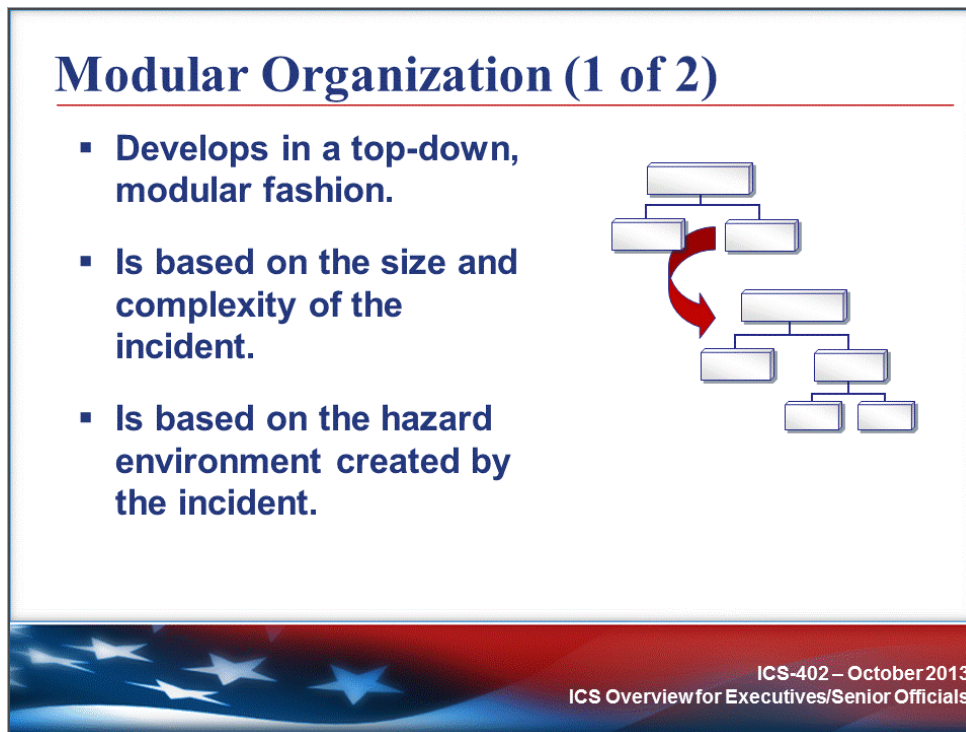 Modular Organization (1 of 2)
▪ Develops in a top-down,
modular fashion.
▪ Is based on the size and
complexity of the
incident.
▪ Is based on the hazard
environment created by
the incident.
ICS-402 – October 2013
ICS Overview for Executives/Senior Officials